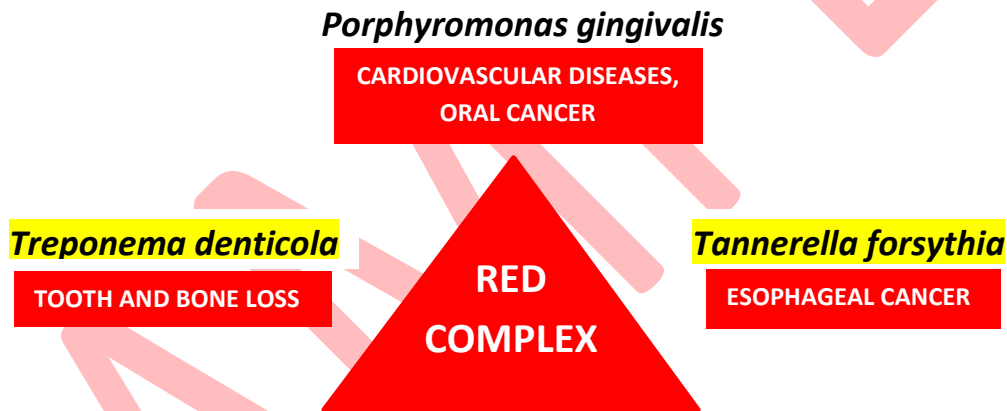 Porphyromonas gingivalis
CARDIOVASCULAR DISEASES,
ORAL CANCER
Treponema denticola
Tannerella forsythia
TOOTH AND BONE LOSS
ESOPHAGEAL CANCER
RED
COMPLEX